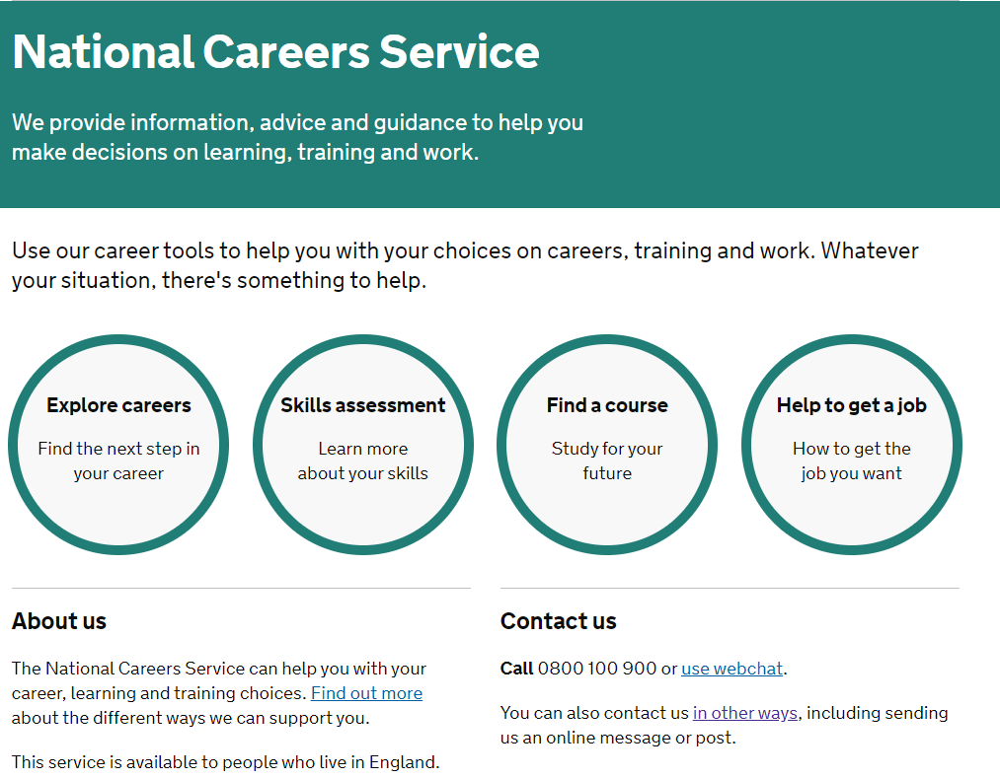 National Careers Service
We provide information, advice and guidance to help you
make decisions on learning, training and work.
Use our career tools to help you with your choices on careers, training and work. Whatever
your situation, there's something to help.
Explore careers
Find the next step in
your career
Skills assessment
Learn more
about your skills
Find a course
Study for your
future
Help to get a job
How to get the
job you want
About us
The National Careers Service can help you with your
career, learning and training choices. Find out more
about the different ways we can support you.
This service is available to people who live in England.
Contact us
Call 0800 100 900 or use webchat.
You can also contact us in other ways, including sending
us an online message or post.